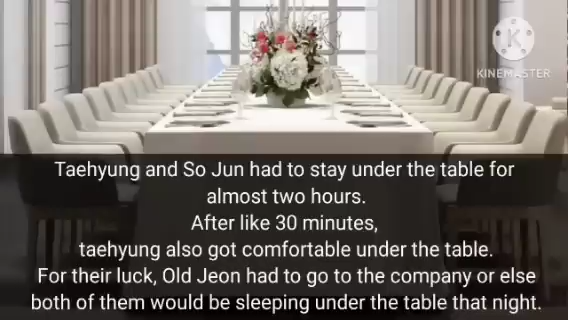 KINEMASTER
Taehyung and So Jun had to stay under the table for
almost two hours.
After like 30 minutes,
taehyung also got comfortable under the table.
For their luck, Old Jeon had to go to the company or else
both of them would be sleeping under the table that night.